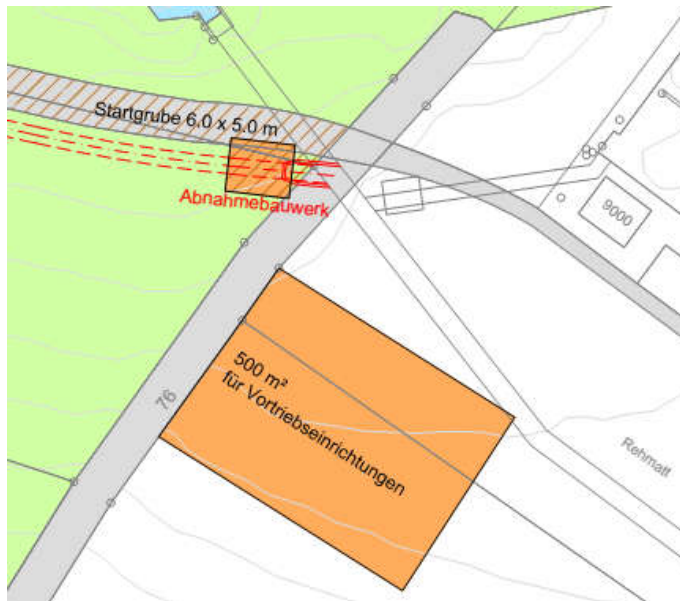 Startgrube 6.0 x 5.0 m
Abnahmebauwerk
9000
500 m²
für Vortriebseinrichtungen
76
Rehmatt